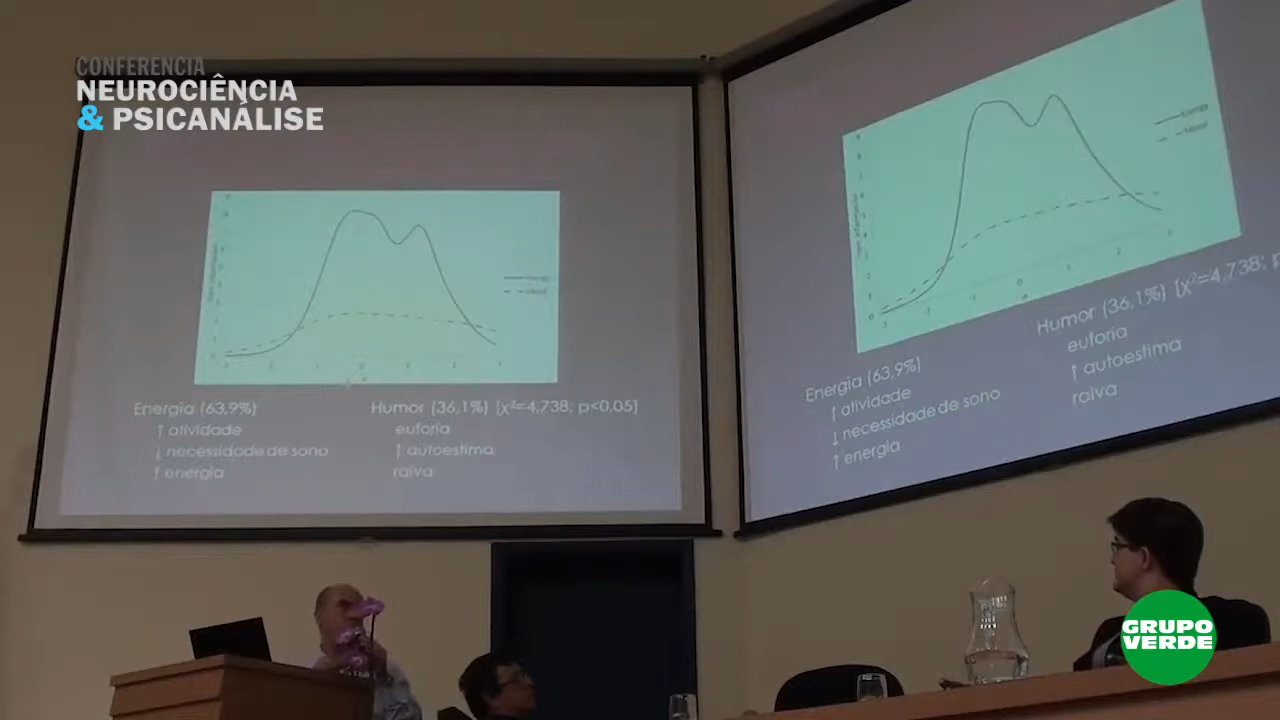 CONFERÊNCIA
NEUROCIÊNCIA
& PSICANÁLISE
Energia (63,9%)
↑ atividade
↓ necessidade de sono
↑ energia
Humor (36,1%) [x²=4,738; p<0,05]
euforia
↑ autoestima
raiva
Energia (63,9%)
↑ atividade
↓ necessidade de sono
↑ energia
Humor (36,1%) [x²=4,738; p
euforia
↑ autoestima
raiva
GRUPO
VERDE